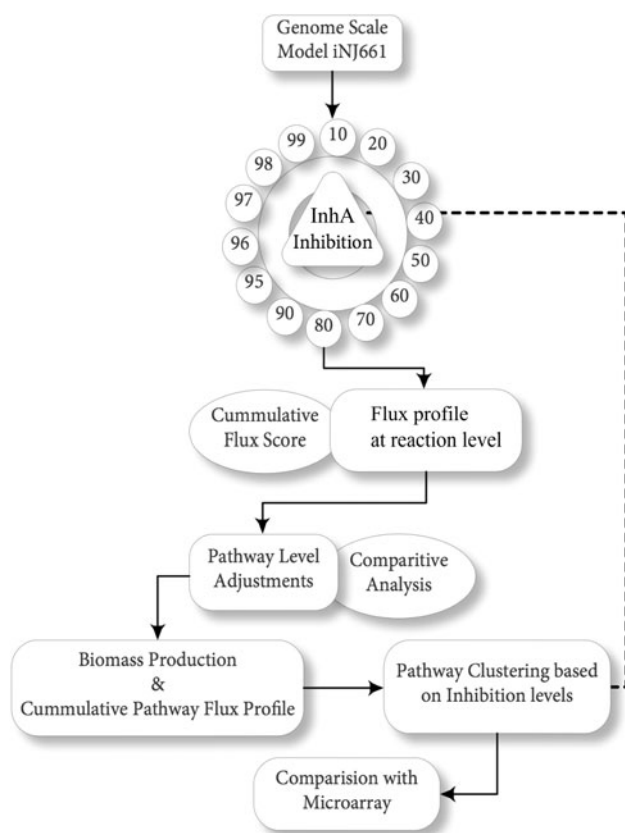 Genome Scale
Model iNJ661
10
20
30
40
50
60
70
80
90
95
96
97
98
99
InhA
Inhibition
Cummulative
Flux Score
Flux profile
at reaction level
Pathway Level
Adjustments
Comparitive
Analysis
Biomass Production
&
Cummulative Pathway Flux Profile
Pathway Clustering based
on Inhibition levels
Comparision with
Microarray